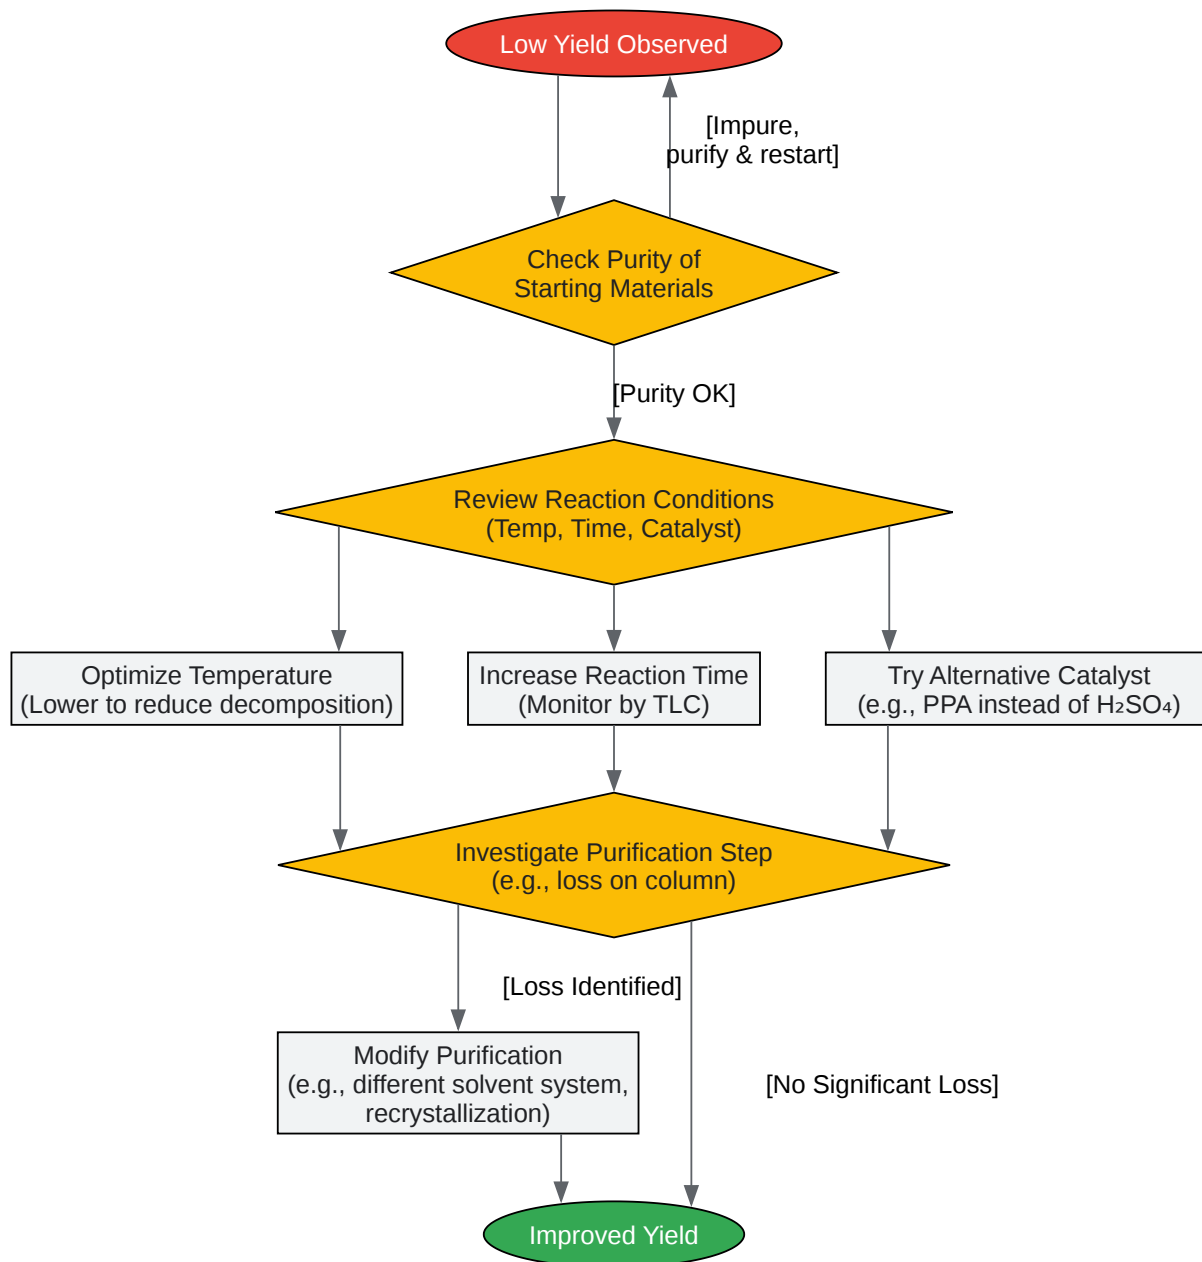 Low Yield Observed
[Impure,
purify & restart]
Check Purity of
Starting Materials
[Purity OK]
Review Reaction Conditions
(Temp, Time, Catalyst)
Optimize Temperature
(Lower to reduce decomposition)
Increase Reaction Time
(Monitor by TLC)
Try Alternative Catalyst
(e.g., PPA instead of H₂SO₄)
Investigate Purification Step
(e.g., loss on column)
[Loss Identified]
Modify Purification
(e.g., different solvent system,
recrystallization)
[No Significant Loss]
Improved Yield